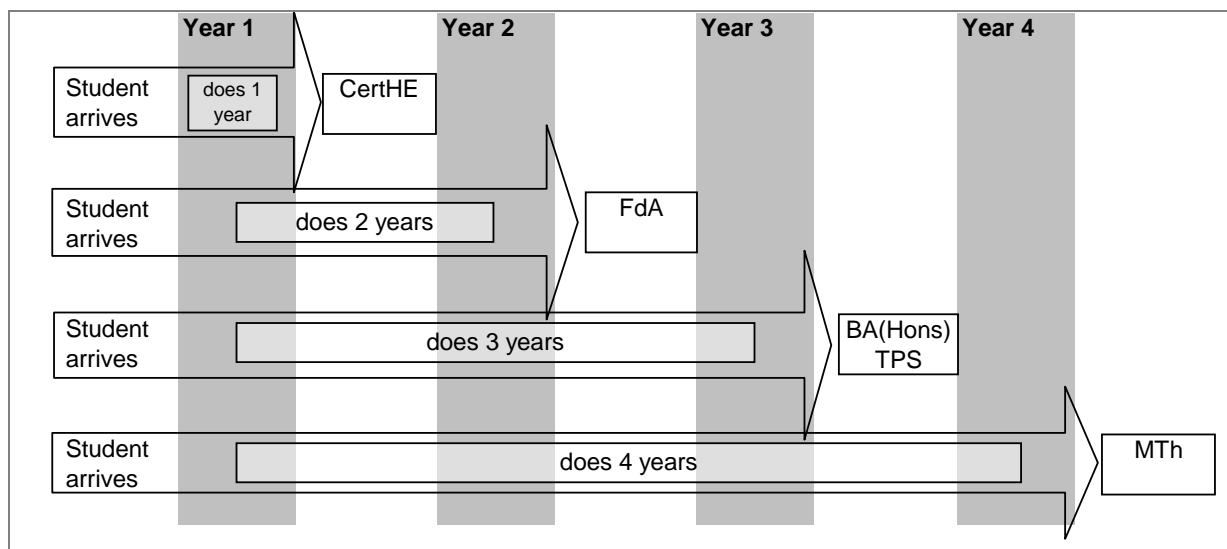 Year 1 Year 2 Year 3 Year 4
Student
arrives
does 1
year
CertHE
Student
arrives
does 2 years
FdA
Student
arrives
does 3 years
BA(Hons)
TPS
Student
arrives
does 4 years
MTh